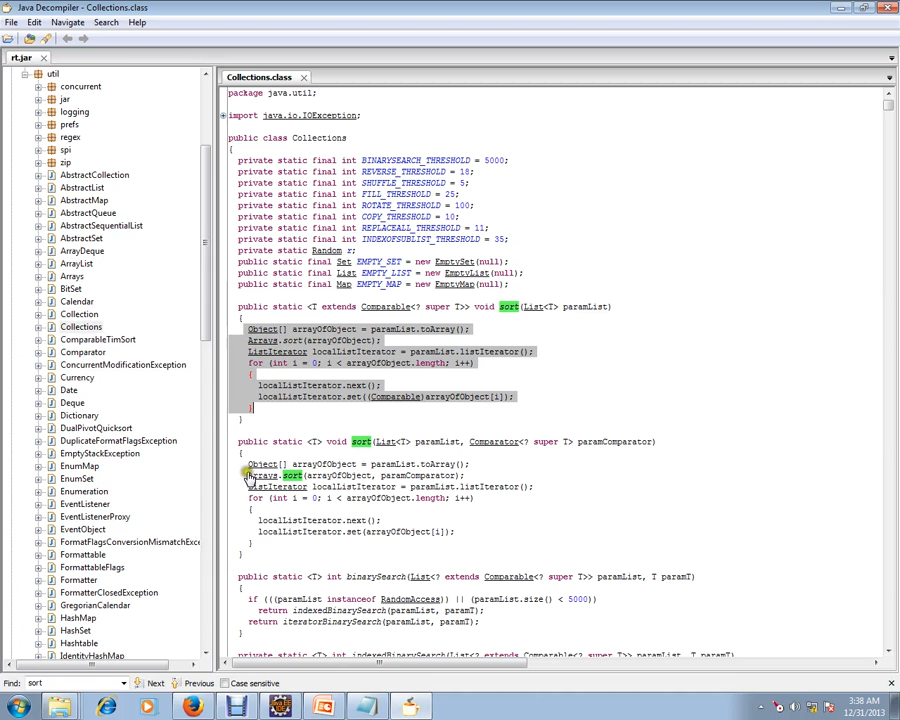 Java Decompiler - Collections.class
File Edit Navigate Search Help
rt.jar
util
concurrent
jar
logging
prefs
regex
spi
zip
AbstractCollection
AbstractList
AbstractMap
AbstractQueue
AbstractSequentialList
AbstractSet
ArrayDeque
ArrayList
Arrays
BitSet
Calendar
Collection
Collections
ComparableTimSort
Comparator
ConcurrentModificationException
Currency
Date
Deque
Dictionary
DualPivotQuicksort
DuplicateFormatFlagsException
EmptyStackException
EnumMap
EnumSet
Enumeration
EventListener
EventListenerProxy
EventObject
FormatFlagsConversionMismatchExce
Formattable
FormattableFlags
Formatter
FormatterClosedException
GregorianCalendar
HashMap
HashSet
Hashtable
IdentityHashMap
Collections.class
package java.util;
import java.io.IOException;
public class Collections
{
private static final int BINARYSEARCH_THRESHOLD = 5000;
private static final int REVERSE_THRESHOLD = 18;
private static final int SHUFFLE_THRESHOLD = 5;
private static final int FILL_THRESHOLD = 25;
private static final int ROTATE_THRESHOLD = 100;
private static final int COPY_THRESHOLD = 10;
private static final int REPLACEALL_THRESHOLD = 11;
private static final int INDEXOFSUBLIST_THRESHOLD = 35;
private static Random r;
public static final Set EMPTY_SET = new EmptySet(null);
public static final List EMPTY_LIST = new EmptyList(null);
public static final Map EMPTY_MAP = new EmptyMap(null);
public static <T extends Comparable<? super T>> void sort(List<T> paramList)
{
Object[] arrayOfObject = paramList.toArray();
Arrays.sort(arrayOfObject);
ListIterator localListIterator = paramList.listIterator();
for (int i = 0; i < arrayOfObject.length; i++)
{
localListIterator.next();
localListIterator.set((Comparable)arrayOfObject[i]);
}
}
public static <T> void sort(List<T> paramList, Comparator<? super T> paramComparator)
{
Object[] arrayOfObject = paramList.toArray();
Arrays.sort(arrayOfObject, paramComparator);
ListIterator localListIterator = paramList.listIterator();
for (int i = 0; i < arrayOfObject.length; i++)
{
localListIterator.next();
localListIterator.set(arrayOfObject[i]);
}
}
public static <T> int binarySearch(List<? extends Comparable<? super T>> paramList, T paramT)
{
if (((paramList instanceof RandomAccess)) || (paramList.size() < 5000))
return indexedBinarySearch(paramList, paramT);
return iteratorBinarySearch(paramList, paramT);
}
private static <T> int indexedBinarySearch(List<? extends Comparable<? super T>> paramList, T paramT)
Find: sort Next Previous Case sensitive
3:38 AM
12/31/2013